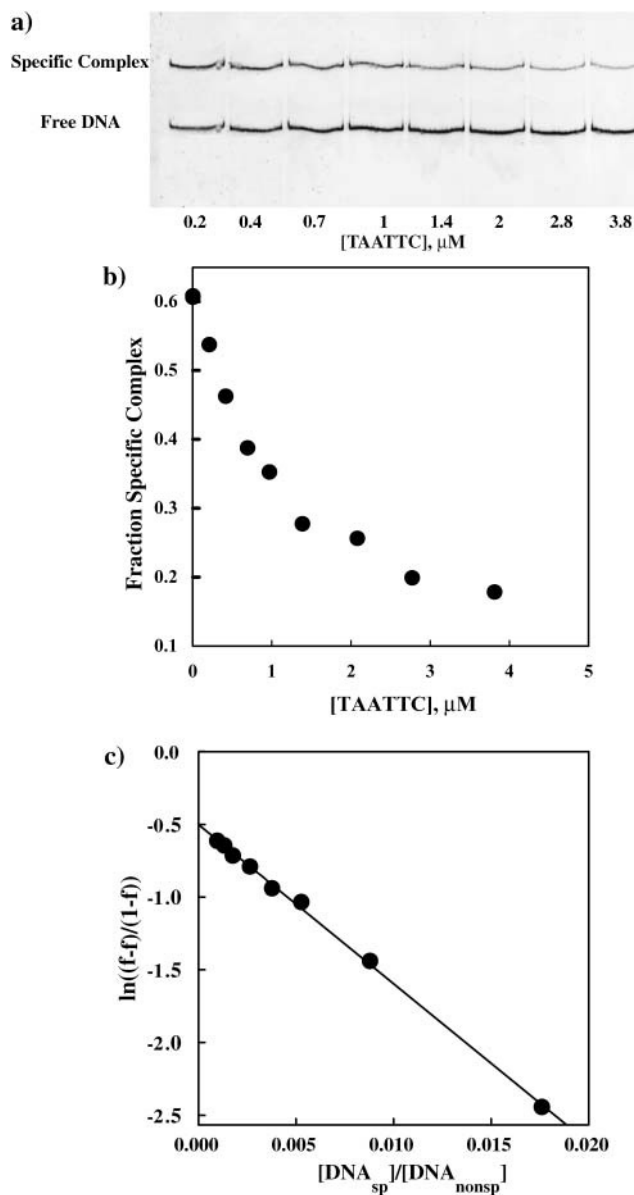 a)
Specific Complex
Free DNA
0.2 0.4 0.7 1 1.4 2 2.8 3.8
[TAATTC], μM
b)
0.6
0.5
0.4
0.3
0.2
0.1
Fraction Specific Complex
0 1 2 3 4 5
[TAATTC], μM
c)
0.0
-0.5
-1.0
-1.5
-2.0
-2.5
ln((f-f)/(1-f))
0.000 0.005 0.010 0.015 0.020
[DNAsp]/[DNAnonsp]